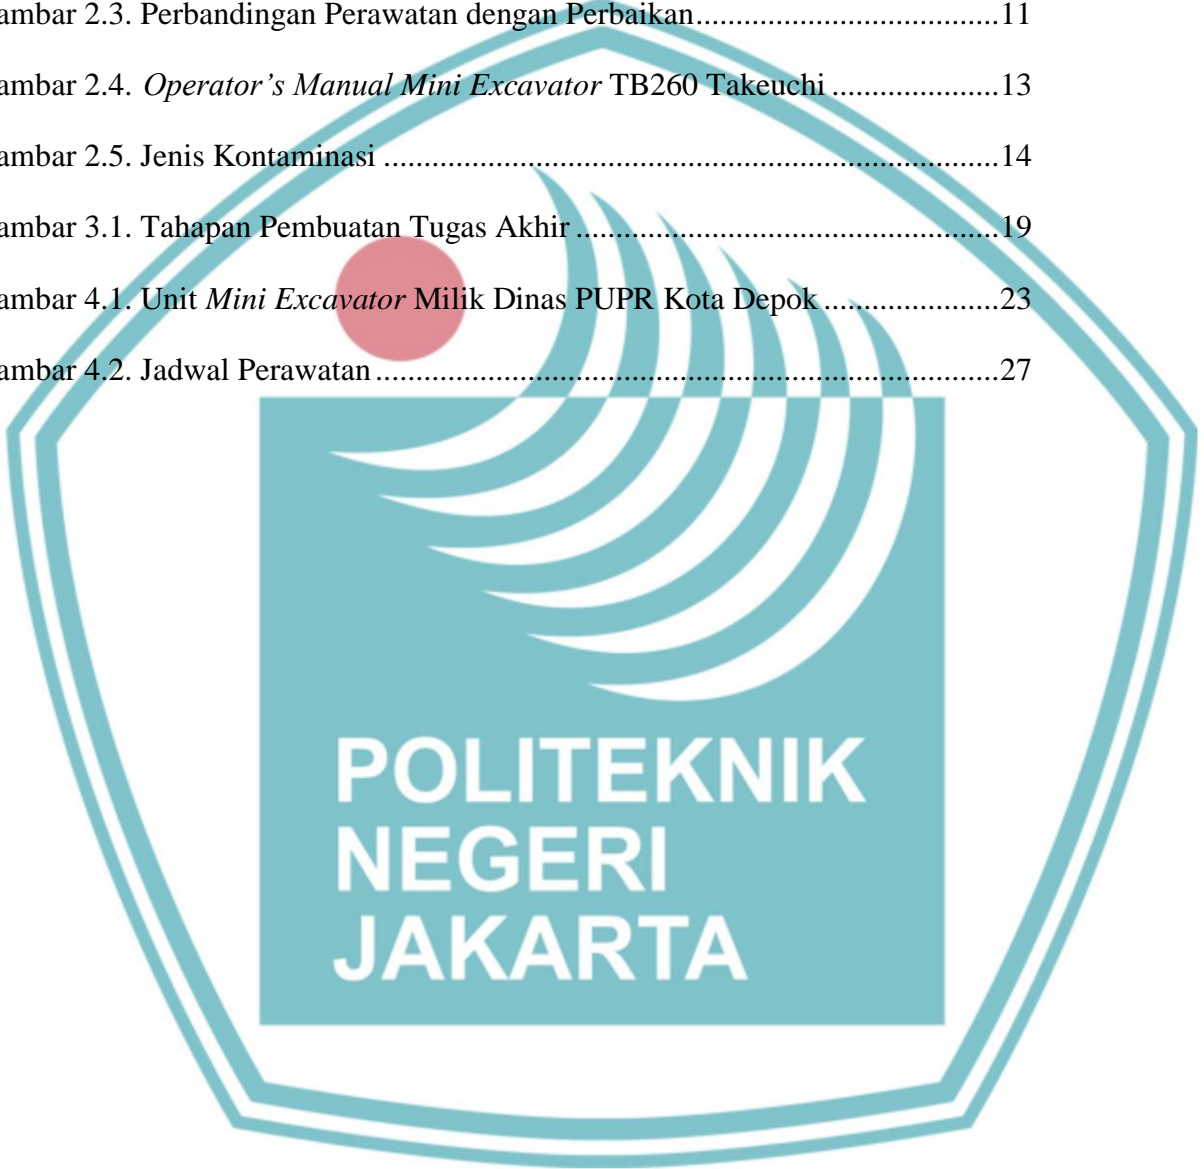 ambar 2.3. Perbandingan Perawatan dengan Perbaikan....................................11
ambar 2.4. Operator’s Manual Mini Excavator TB260 Takeuchi ....................13
ambar 2.5. Jenis Kontaminasi ..........................................................................14
ambar 3.1. Tahapan Pembuatan Tugas Akhir ..................................................19
ambar 4.1. Unit Mini Excavator Milik Dinas PUPR Kota Depok .....................23
ambar 4.2. Jadwal Perawatan ...........................................................................27
POLITEKNIK
NEGERI
JAKARTA